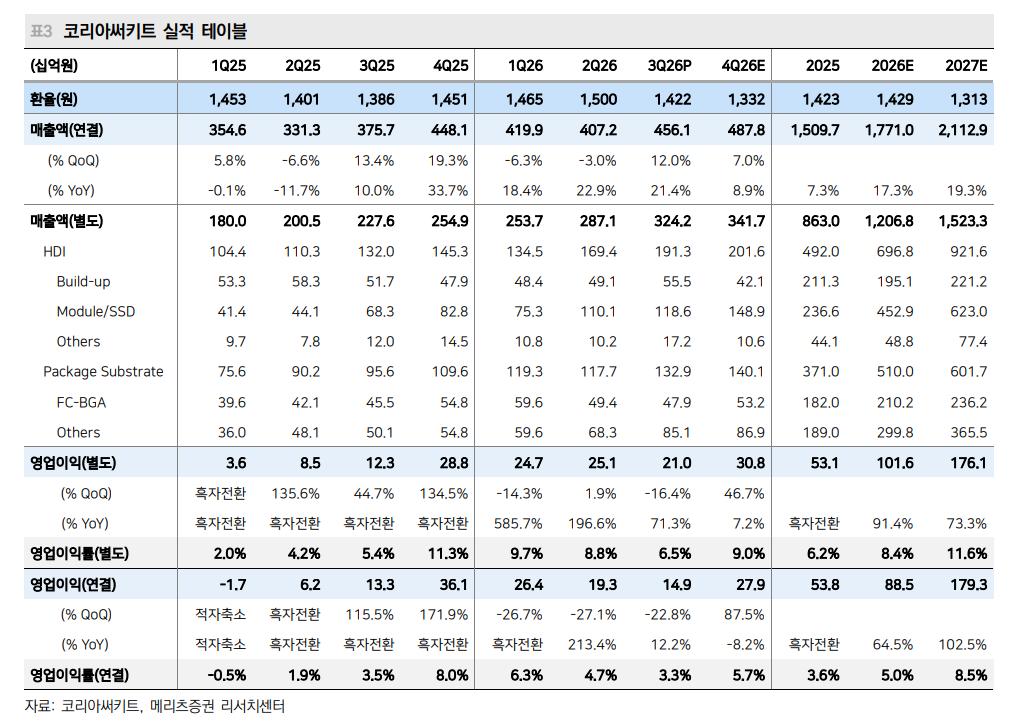 표3 코리아써키트 실적 테이블
(십억원) 1Q25 2Q25 3Q25 4Q25 1Q26 2Q26 3Q26P 4Q26E 2025 2026E 2027E
환율(원) 1,453 1,401 1,386 1,451 1,465 1,500 1,422 1,332 1,423 1,429 1,313
매출액(연결) 354.6 331.3 375.7 448.1 419.9 407.2 456.1 487.8 1,509.7 1,771.0 2,112.9
(% QoQ) 5.8% -6.6% 13.4% 19.3% -6.3% -3.0% 12.0% 7.0%
(% YoY) -0.1% -11.7% 10.0% 33.7% 18.4% 22.9% 21.4% 8.9% 7.3% 17.3% 19.3%
매출액(별도) 180.0 200.5 227.6 254.9 253.7 287.1 324.2 341.7 863.0 1,206.8 1,523.3
HDI 104.4 110.3 132.0 145.3 134.5 169.4 191.3 201.6 492.0 696.8 921.6
Build-up 53.3 58.3 51.7 47.9 48.4 49.1 55.5 42.1 211.3 195.1 221.2
Module/SSD 41.4 44.1 68.3 82.8 75.3 110.1 118.6 148.9 236.6 452.9 623.0
Others 9.7 7.8 12.0 14.5 10.8 10.2 17.2 10.6 44.1 48.8 77.4
Package Substrate 75.6 90.2 95.6 109.6 119.3 117.7 132.9 140.1 371.0 510.0 601.7
FC-BGA 39.6 42.1 45.5 54.8 59.6 49.4 47.9 53.2 182.0 210.2 236.2
Others 36.0 48.1 50.1 54.8 59.6 68.3 85.1 86.9 189.0 299.8 365.5
영업이익(별도) 3.6 8.5 12.3 28.8 24.7 25.1 21.0 30.8 53.1 101.6 176.1
(% QoQ) 흑자전환 135.6% 44.7% 134.5% -14.3% 1.9% -16.4% 46.7%
(% YoY) 흑자전환 흑자전환 흑자전환 흑자전환 585.7% 196.6% 71.3% 7.2% 흑자전환 91.4% 73.3%
영업이익률(별도) 2.0% 4.2% 5.4% 11.3% 9.7% 8.8% 6.5% 9.0% 6.2% 8.4% 11.6%
영업이익(연결) -1.7 6.2 13.3 36.1 26.4 19.3 14.9 27.9 53.8 88.5 179.3
(% QoQ) 적자축소 흑자전환 115.5% 171.9% -26.7% -27.1% -22.8% 87.5%
(% YoY) 적자축소 흑자전환 흑자전환 흑자전환 흑자전환 213.4% 12.2% -8.2% 흑자전환 64.5% 102.5%
영업이익률(연결) -0.5% 1.9% 3.5% 8.0% 6.3% 4.7% 3.3% 5.7% 3.6% 5.0% 8.5%
자료: 코리아써키트, 메리츠증권 리서치센터